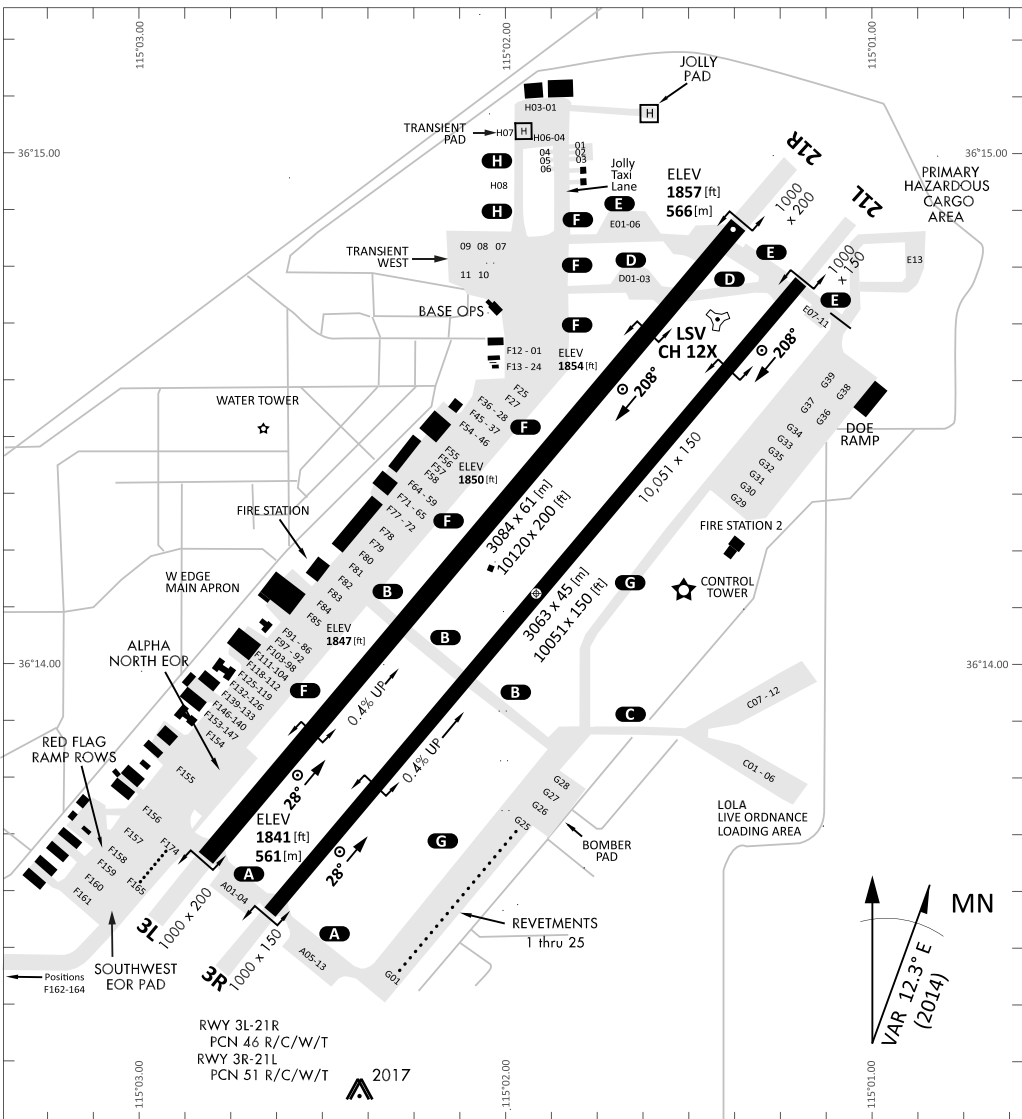 115°03.00
115°02.00
115°01.00
JOLLY
PAD
H
H03-01
TRANSIENT
PAD
H07
H
H06-04
04
05
06
01
02
03
36°15.00
36°15.00
H
H08
H
Jolly
Taxi
Lane
ELEV
1857 [ft]
566 [m]
21R
1000
x 200
21L
1000
x 150
PRIMARY
HAZARDOUS
CARGO
AREA
E
F
E01-06
E
TRANSIENT
WEST
09 08 07
11 10
F
D
D01-03
D
E13
E
E07-11
BASE OPS
F
LSV
CH 12X
208°
208°
F12 - 01
F13 - 24
ELEV
1854 [ft]
F25
F27
F36 - 28
F45 - 37
F54 - 46
F
WATER TOWER
G39
G38
G37
G36
G34
G33
G35
G32
G31
G30
G29
DOE
RAMP
F55
F56
F57
F58
ELEV
1850 [ft]
F64 - 59
F71 - 65
F77 - 72
10,051 x 150
FIRE STATION
F
F78
F79
F80
F81
F82
F83
F84
F85
3084 x 61 [m]
10120 x 200 [ft]
FIRE STATION 2
W EDGE
MAIN APRON
B
G
CONTROL
TOWER
3063 x 45 [m]
10051 x 150 [ft]
ELEV
1847 [ft]
B
ALPHA
NORTH EOR
F91 - 86
F97 - 92
F103-98
F111-104
F118-112
F125-119
F132-126
F139-133
F146-140
F153-147
F154
36°14.00
36°14.00
F
B
C
C07 - 12
0.4% UP
0.4% UP
RED FLAG
RAMP ROWS
F155
C01 - 06
28°
G28
G27
G26
G25
F156
F157
F158
F159
F160
F161
F174
F165
ELEV
1841 [ft]
561 [m]
28°
G
LOLA
LIVE ORDNANCE
LOADING AREA
BOMBER
PAD
A
A01-04
3L
1000 x 200
REVETMENTS
1 thru 25
MN
A
A05-13
3R
1000 x 150
G01
SOUTHWEST
EOR PAD
Positions
F162-164
VAR 12.3° E
(2014)
RWY 3L-21R
PCN 46 R/C/W/T
RWY 3R-21L
PCN 51 R/C/W/T
2017
115°03.00
115°02.00
115°01.00